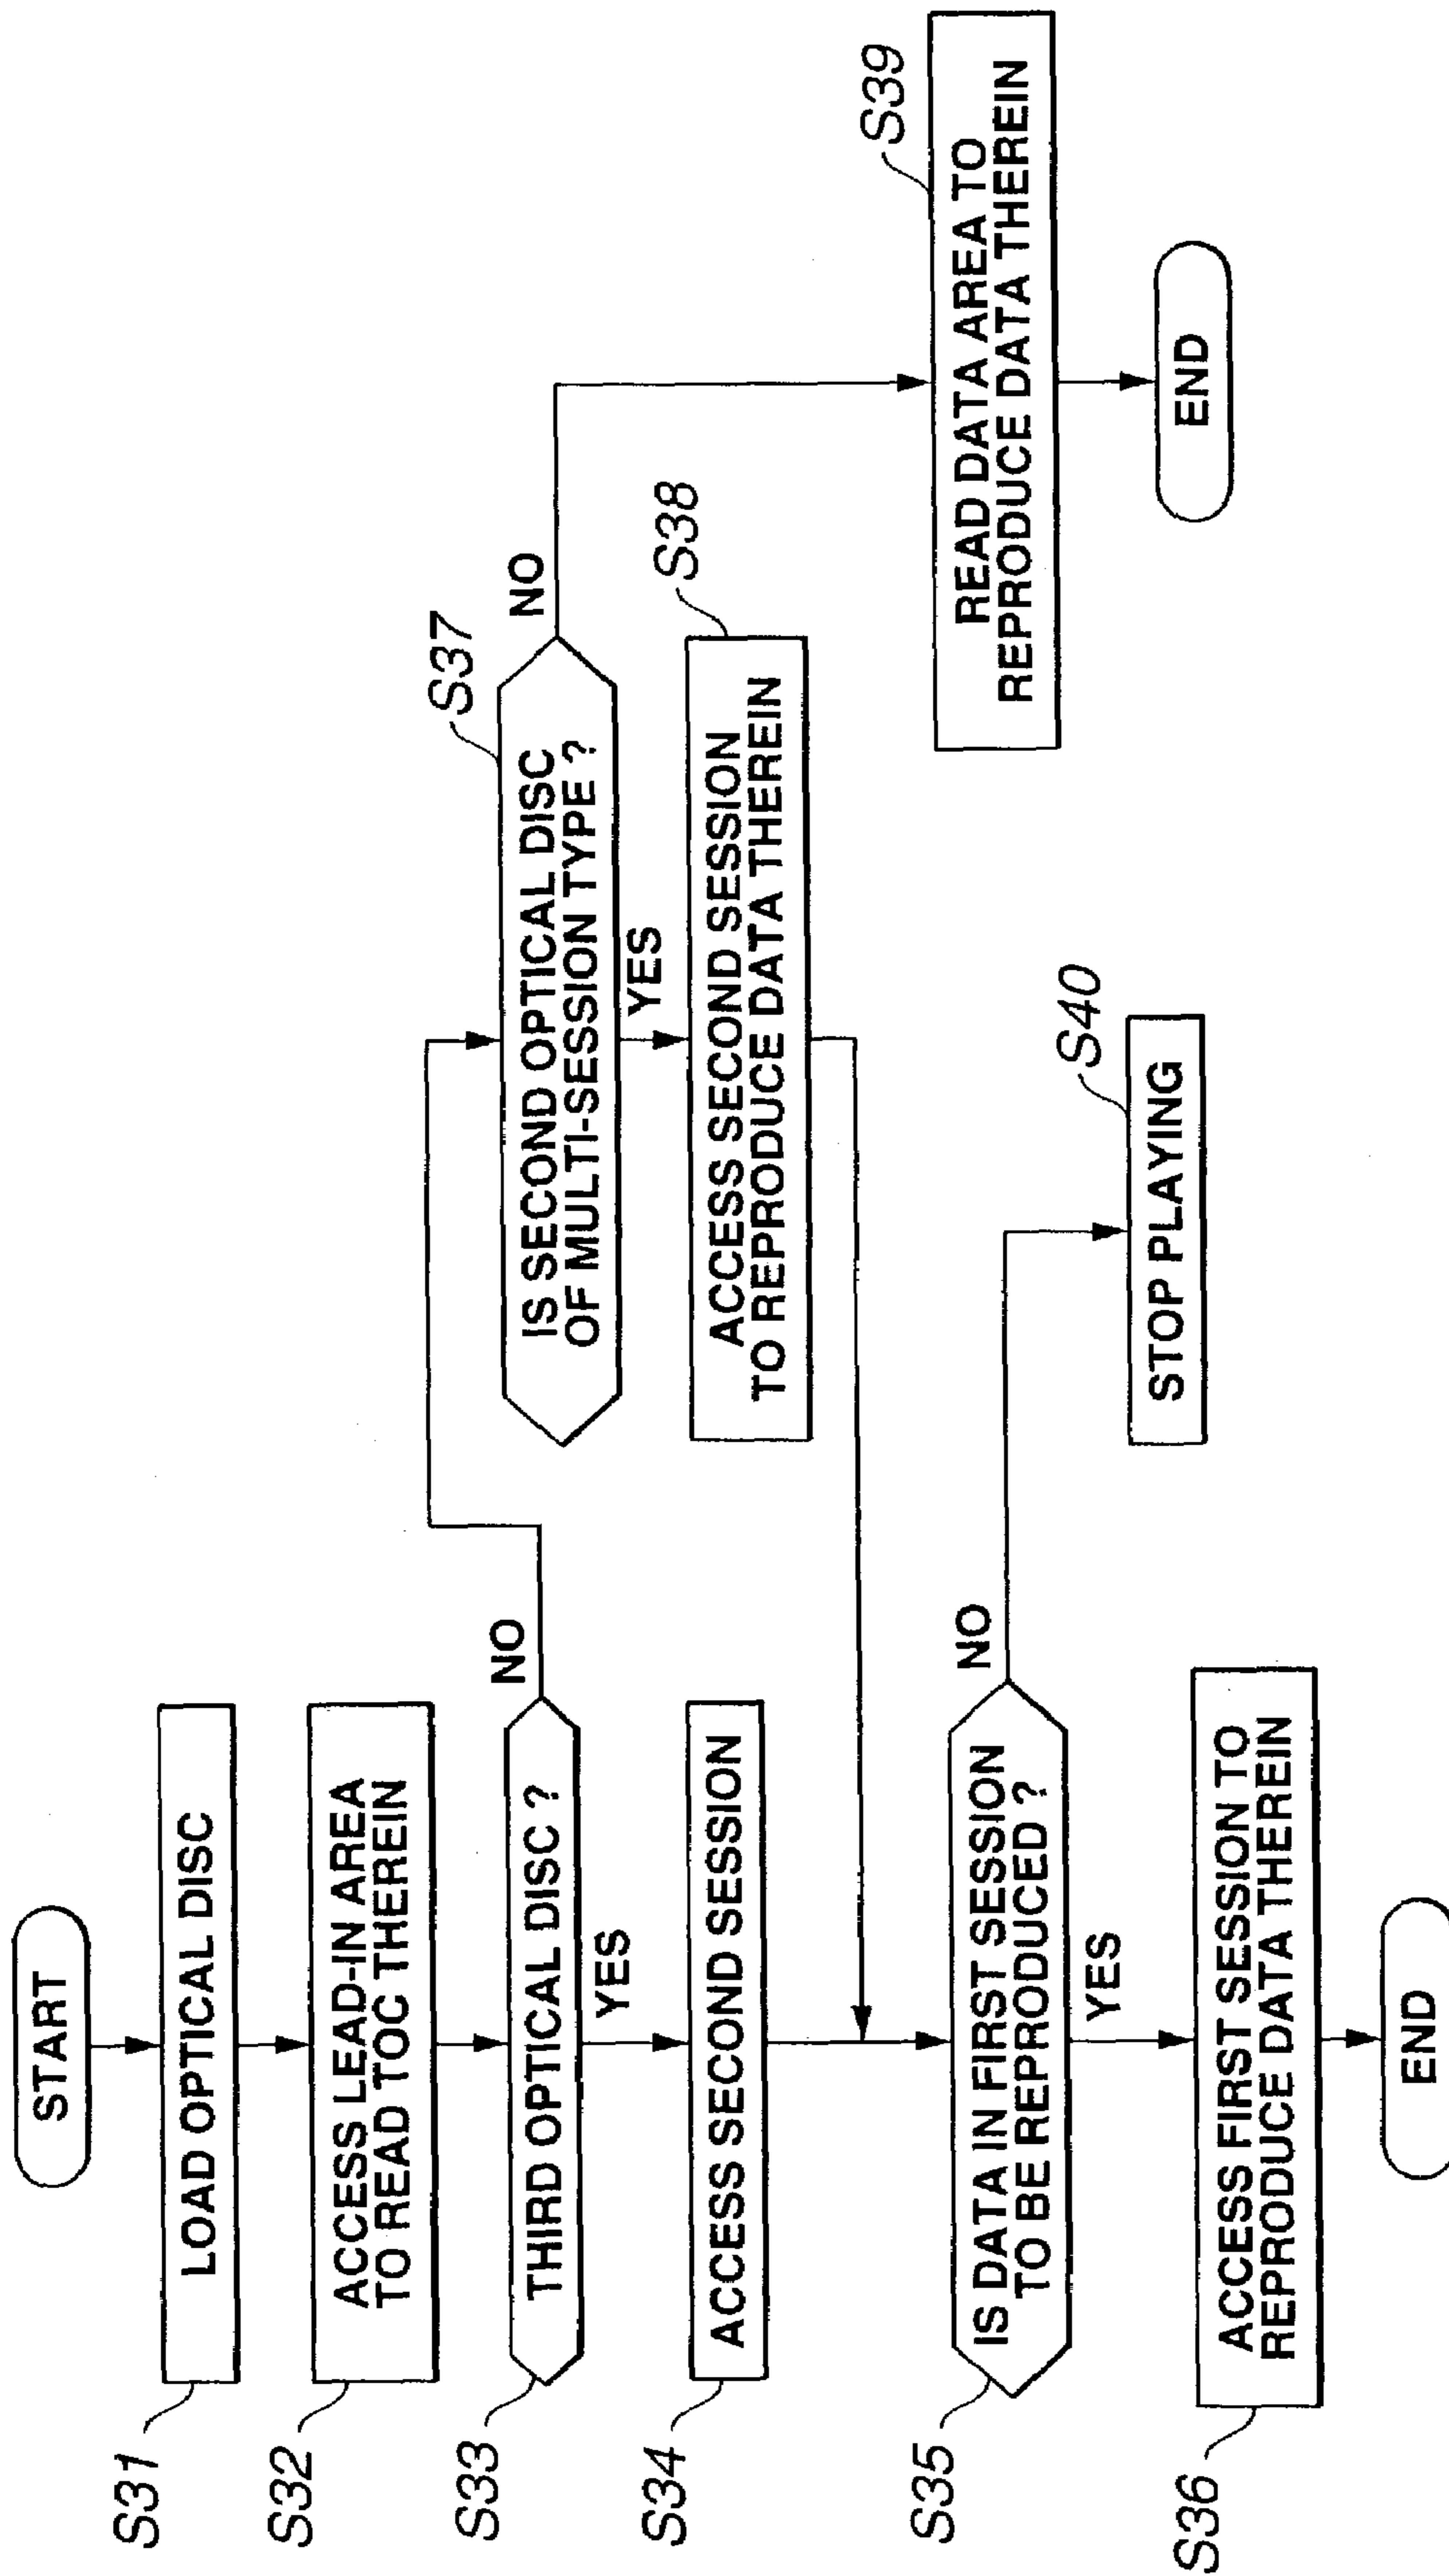 START
S31
LOAD OPTICAL DISC
S32
ACCESS LEAD-IN AREA
TO READ TOC THEREIN
S33
THIRD OPTICAL DISC ?
NO
YES
S34
ACCESS SECOND SESSION
S35
IS DATA IN FIRST SESSION
TO BE REPRODUCED ?
NO
YES
S36
ACCESS FIRST SESSION TO
REPRODUCE DATA THEREIN
END
S37
IS SECOND OPTICAL DISC
OF MULTI-SESSION TYPE ?
NO
YES
S38
ACCESS SECOND SESSION
TO REPRODUCE DATA THEREIN
S40
STOP PLAYING
S39
READ DATA AREA TO
REPRODUCE DATA THEREIN
END